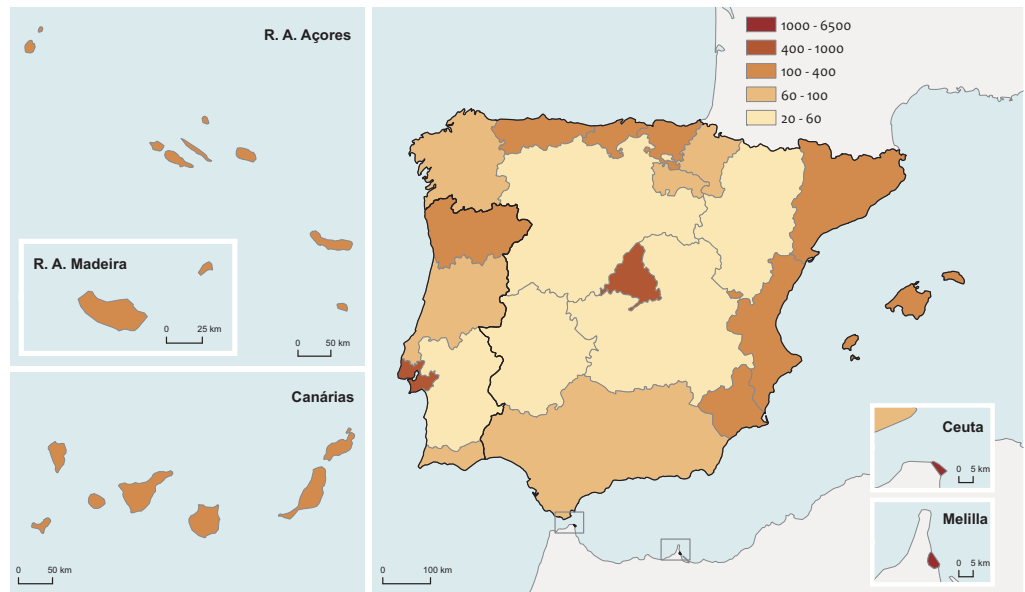 R. A. Açores
R. A. Madeira
0 25 km
0 50 km
Canárias
0 50 km
1000 - 6500
400 - 1000
100 - 400
60 - 100
20 - 60
0 100 km
Ceuta
0 5 km
Melilla
0 5 km